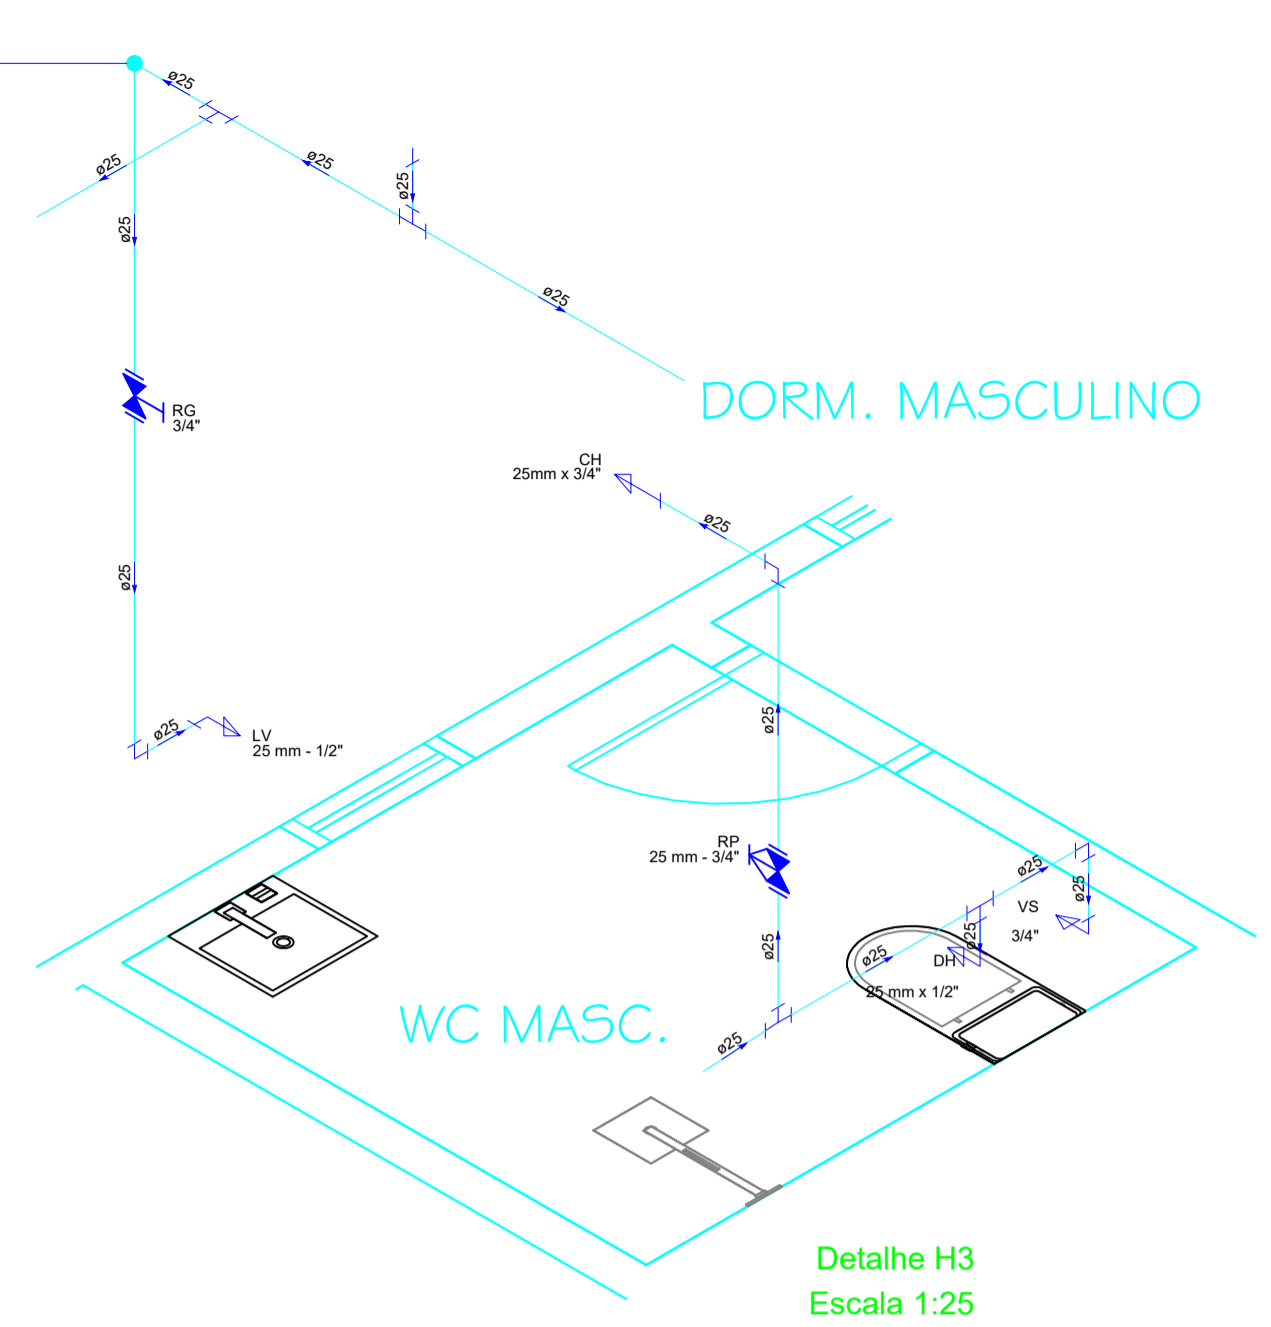 ø25
ø25
ø25
ø25
ø25
ø25
DORM. MASCULINO
RG
3/4"
CH
25mm x 3/4"
ø25
ø25
ø25
ø25
LV
25 mm - 1/2"
RP
25 mm - 3/4"
ø25
ø25
VS
3/4"
ø25
ø25
ø25
DH
25 mm x 1/2"
WC MASC.
ø25
Detalhe H3
Escala 1:25